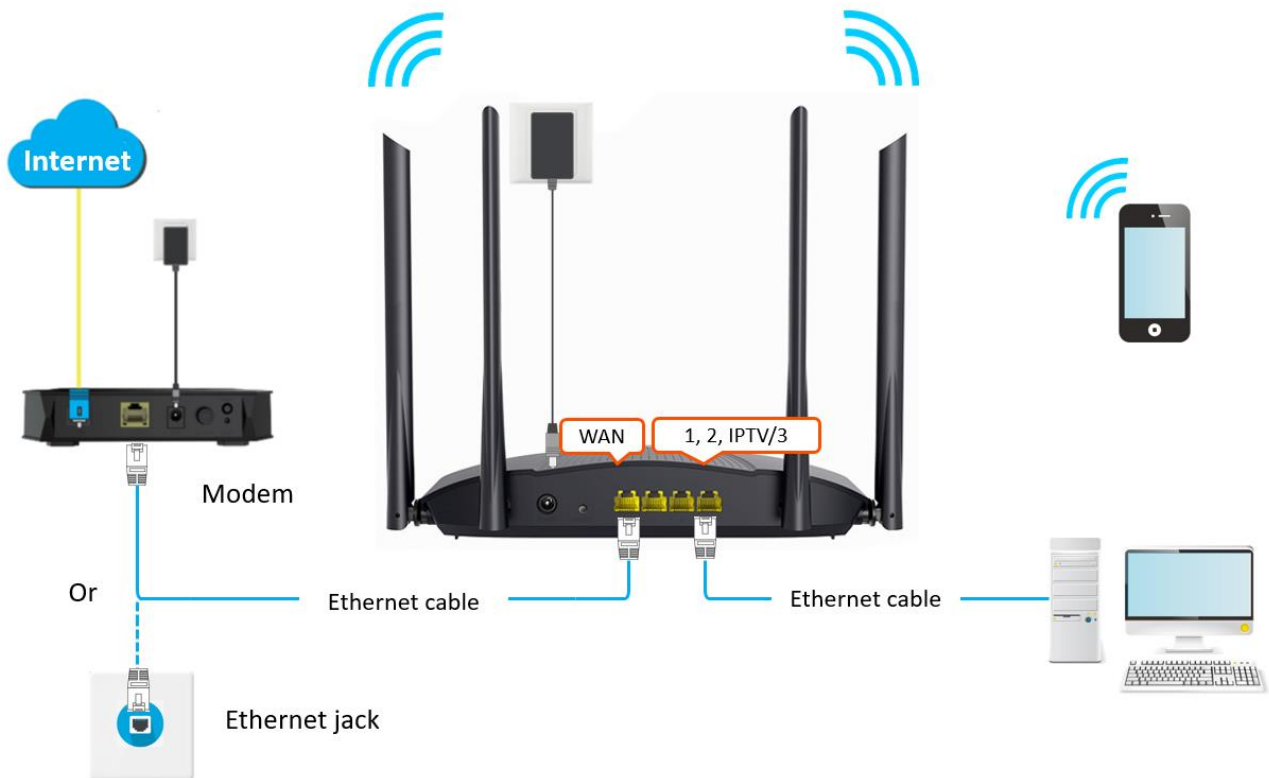 Internet
WAN
1, 2, IPTV/3
Modem
Or
Ethernet cable
Ethernet cable
Ethernet jack